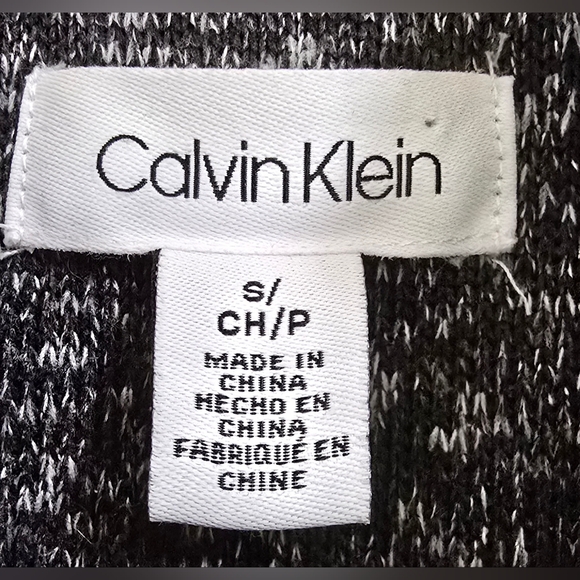 Calvin Klein
S/
CH/P
MADE IN
CHINA
HECHO EN
CHINA
FABRIQUÉ EN
CHINE